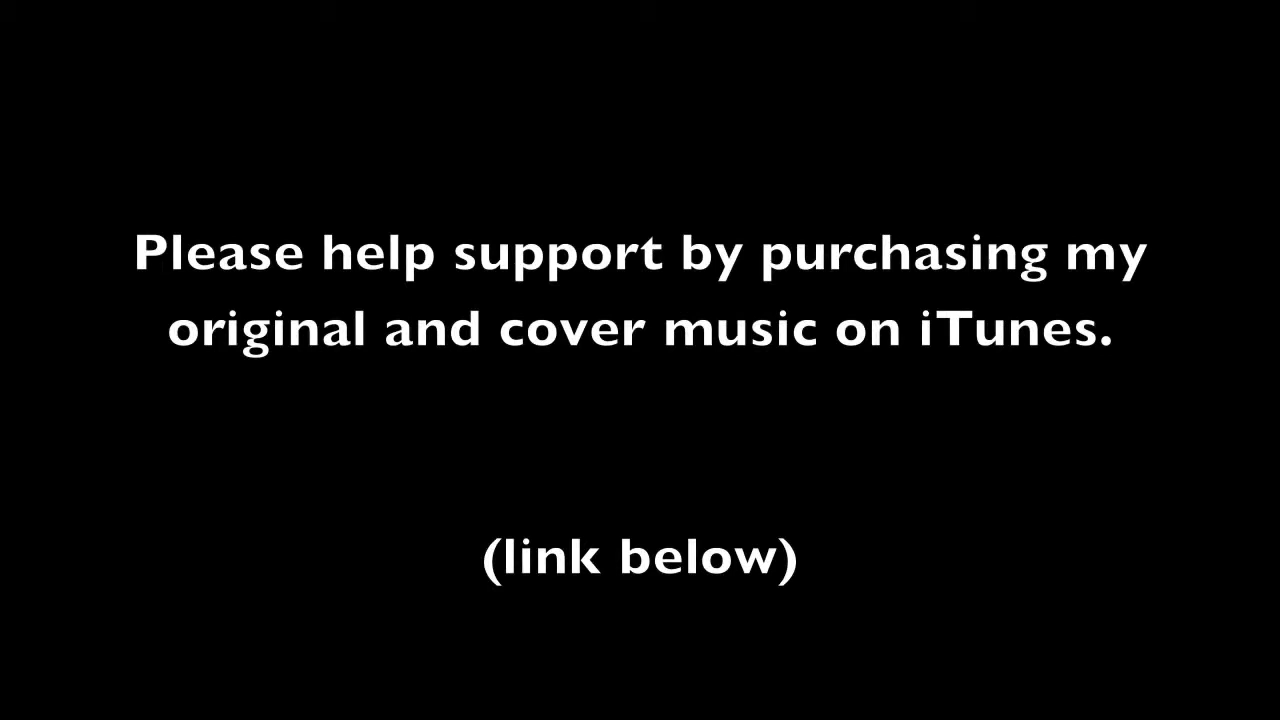 Please help support by purchasing my
original and cover music on iTunes.
(link below)